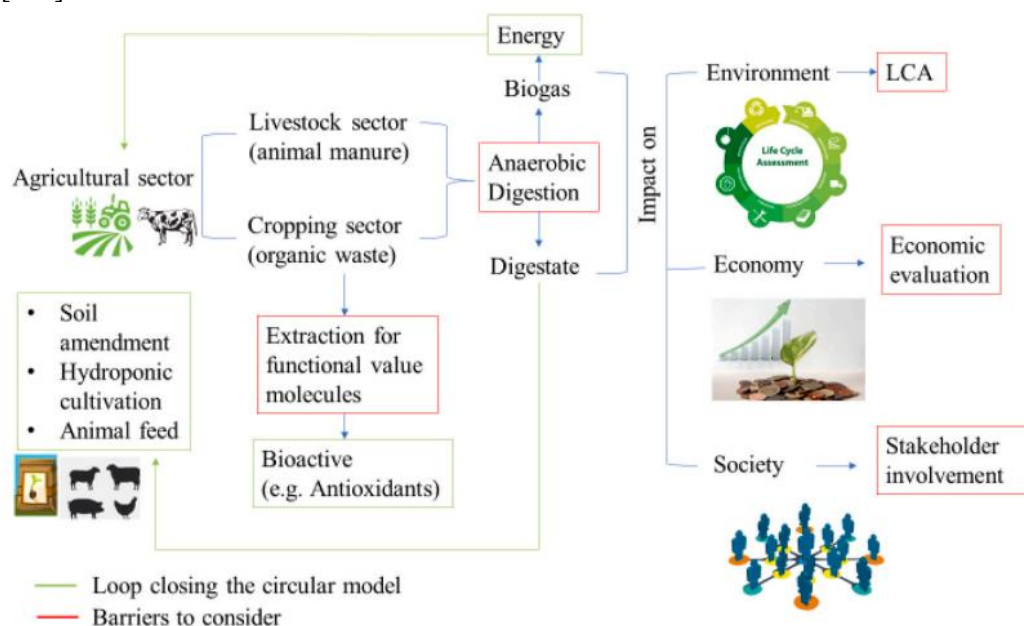 Energy
Biogas
Livestock sector
(animal manure)
Agricultural sector
Anaerobic
Digestion
Cropping sector
(organic waste)
Digestate
• Soil
amendment
• Hydroponic
cultivation
• Animal feed
Extraction for
functional value
molecules
Bioactive
(e.g. Antioxidants)
Impact on
Environment
LCA
Life Cycle
Assessment
Economy
Economic
evaluation
Society
Stakeholder
involvement
Loop closing the circular model
Barriers to consider